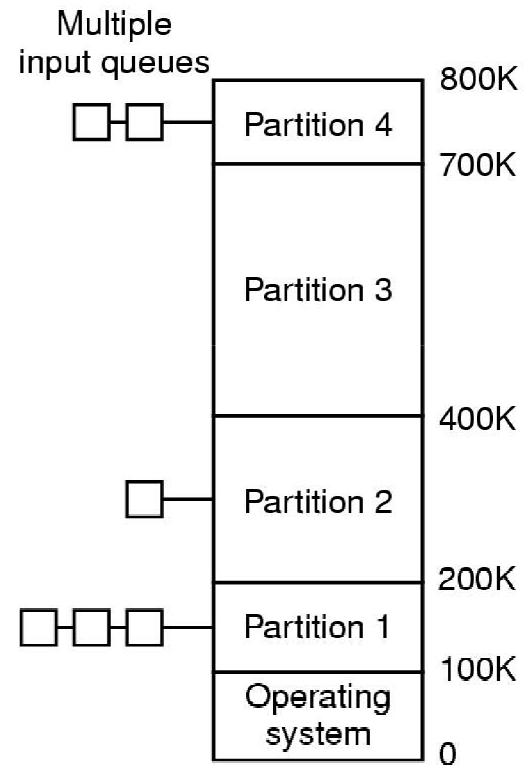 Multiple
input queues
800K
Partition 4
700K
Partition 3
400K
Partition 2
200K
Partition 1
100K
Operating
system
0